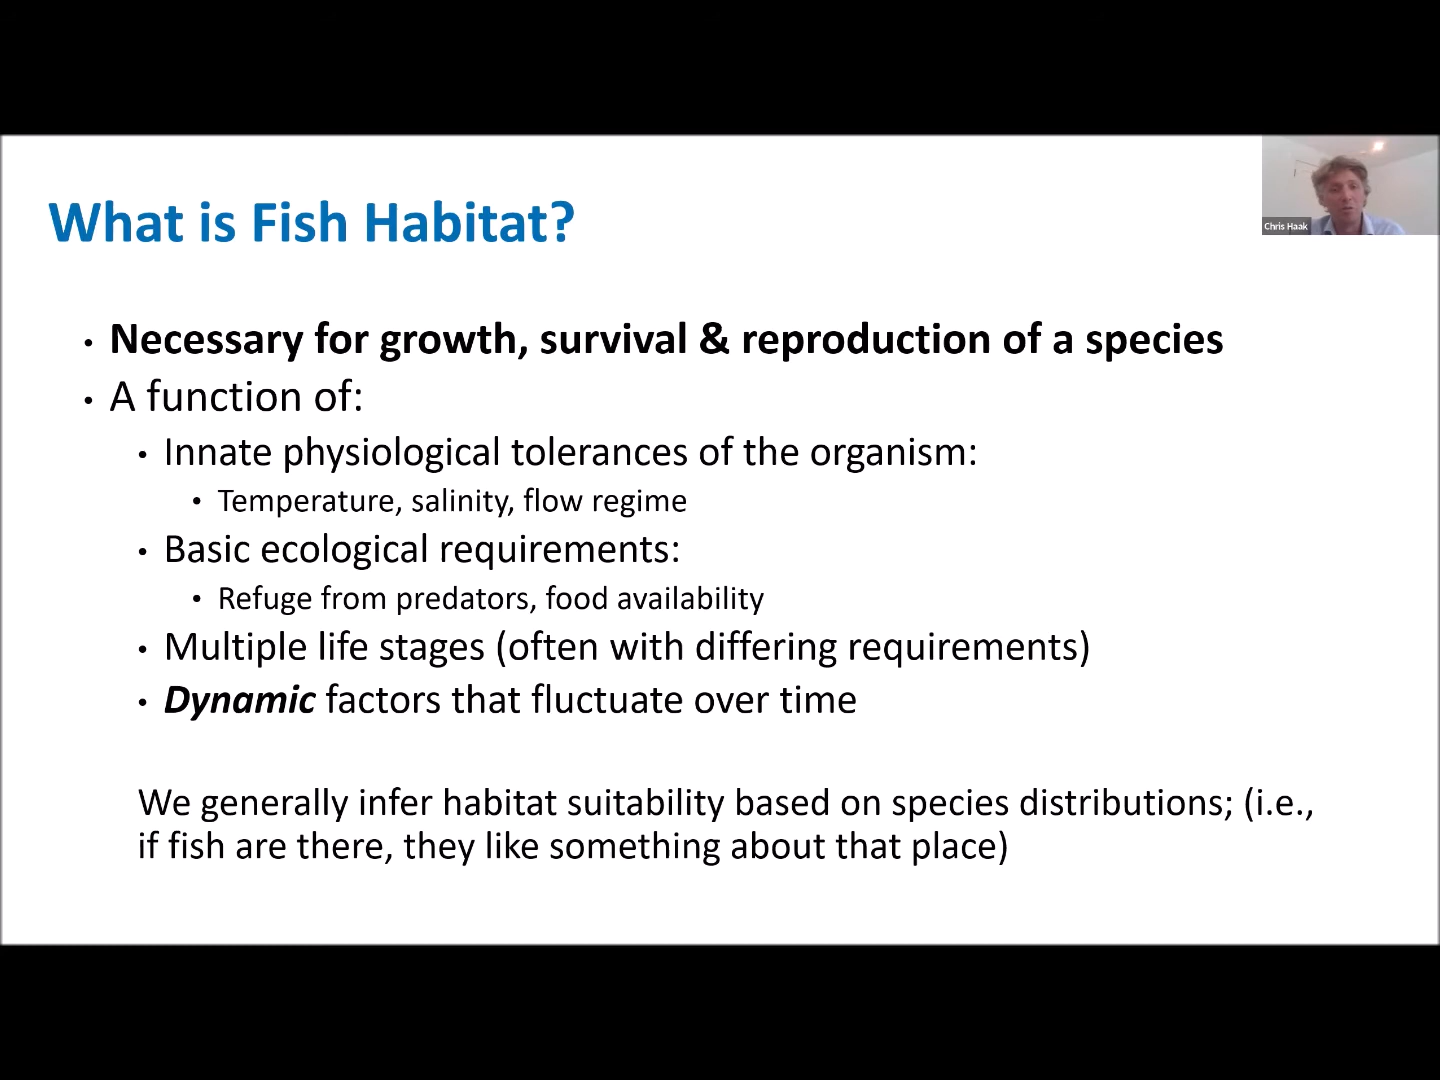 What is Fish Habitat?
Chris Haak
• Necessary for growth, survival & reproduction of a species
• A function of:
• Innate physiological tolerances of the organism:
• Temperature, salinity, flow regime
• Basic ecological requirements:
• Refuge from predators, food availability
• Multiple life stages (often with differing requirements)
• Dynamic factors that fluctuate over time
We generally infer habitat suitability based on species distributions; (i.e.,
if fish are there, they like something about that place)